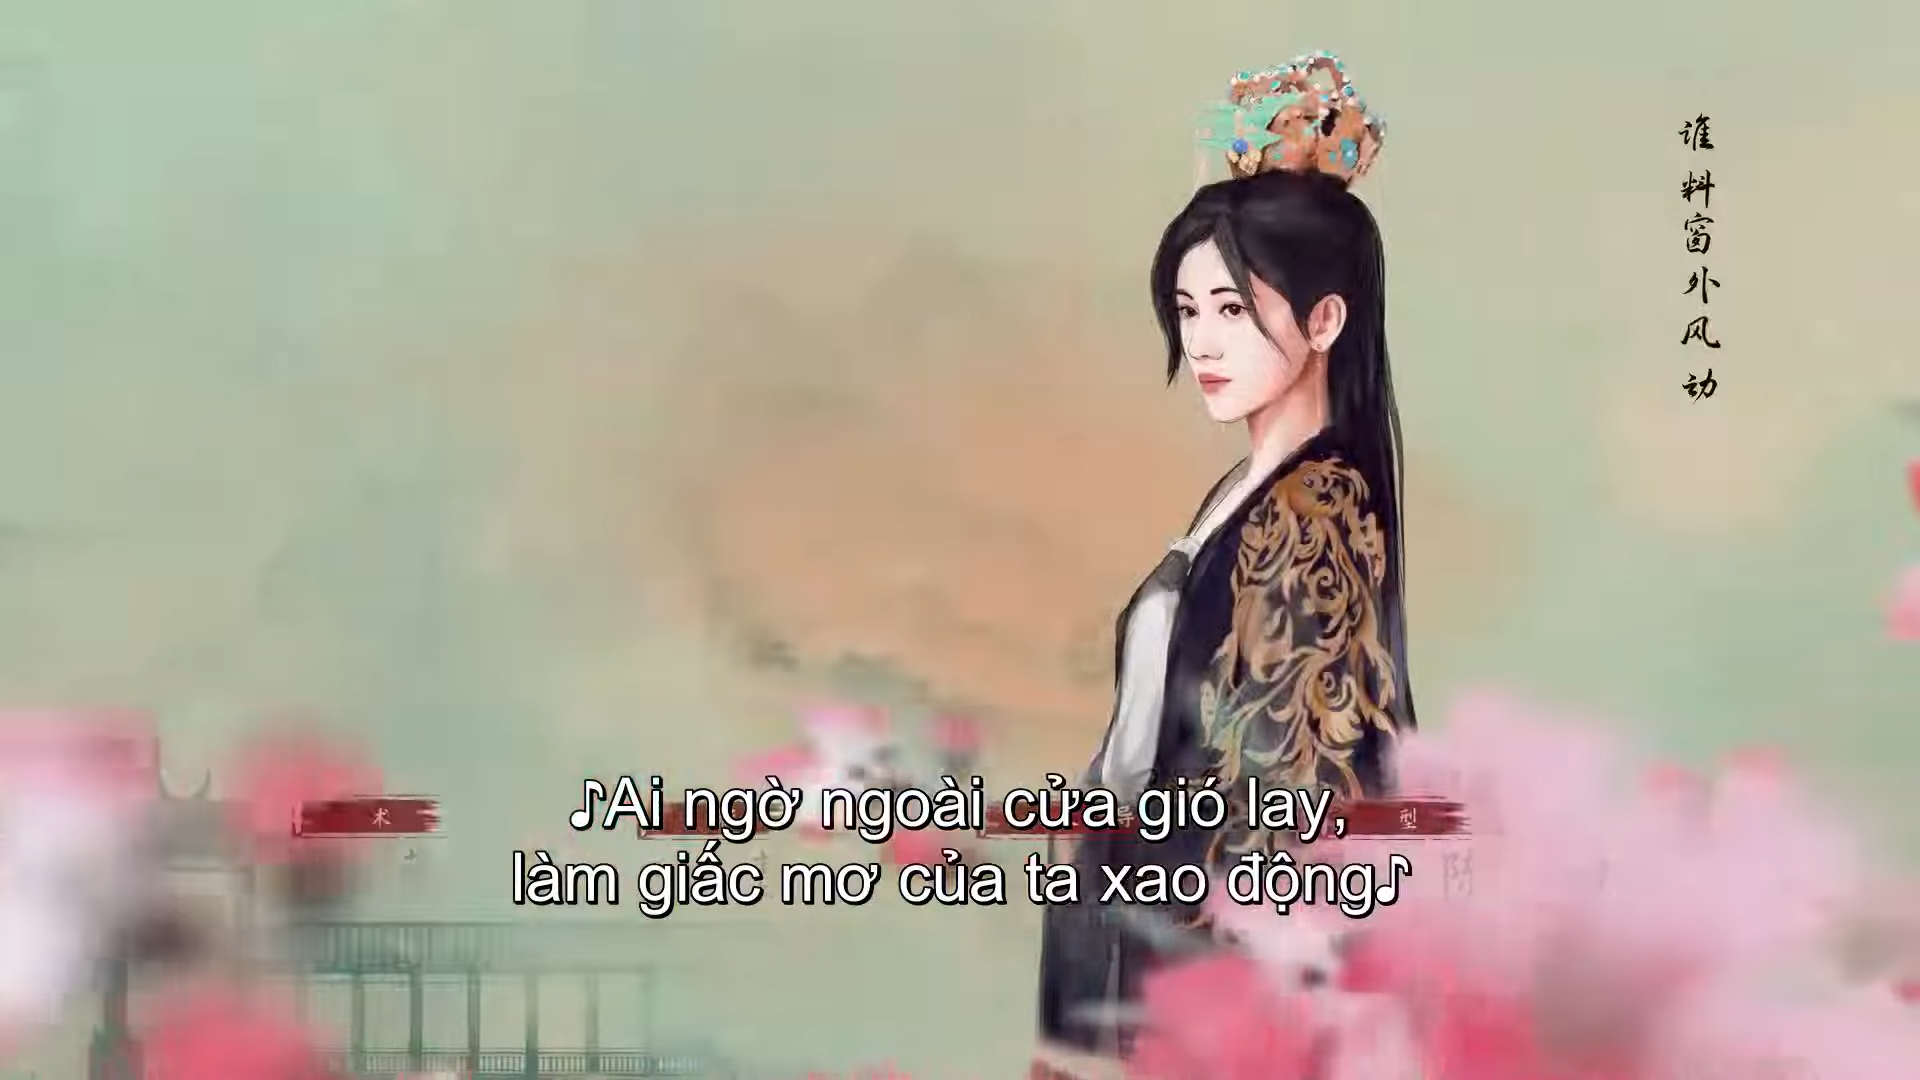 谁料窗外风动
术
导
型
♪Ai ngờ ngoài cửa gió lay,
làm giấc mơ của ta xao động♪